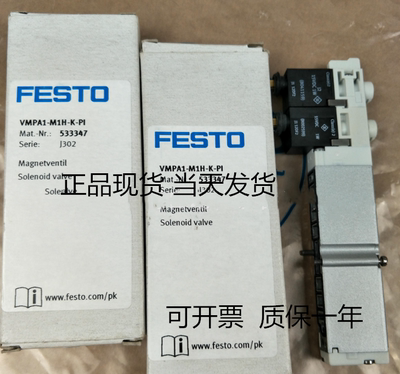 FESTO
VMPA1-M1H-K-PI
Mat.-Nr.: 533347
Serie: J302
Magnetventil
Solenoid valve
www.festo.com/pk
FESTO
VMPA1-M1H-K-PI
Mat. 533347
Magnetventil
Solenoid valve
www.festo.com/pk
正品现货 当天发货
可开票 质保一年